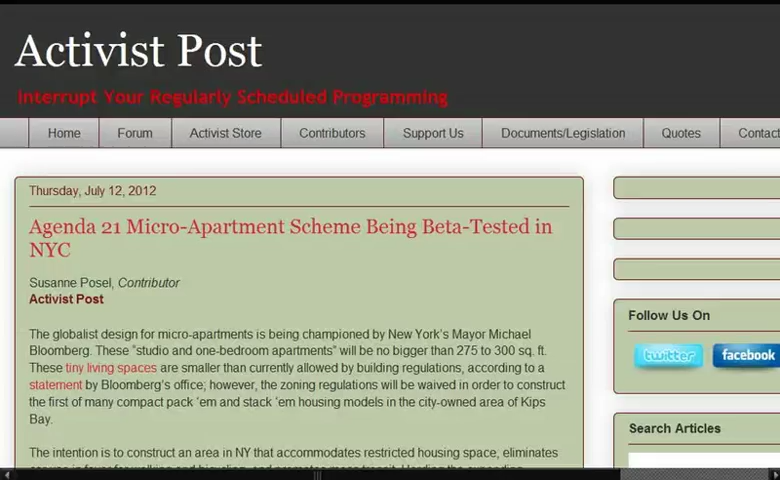 Activist Post
Interrupt Your Regularly Scheduled Programming
Home Forum Activist Store Contributors Support Us Documents/Legislation Quotes Contact
Thursday, July 12, 2012
Agenda 21 Micro-Apartment Scheme Being Beta-Tested in
NYC
Susanne Posel, Contributor
Activist Post
The globalist design for micro-apartments is being championed by New York's Mayor Michael
Bloomberg. These "studio and one-bedroom apartments" will be no bigger than 275 to 300 sq. ft.
These tiny living spaces are smaller than currently allowed by building regulations, according to a
statement by Bloomberg's office; however, the zoning regulations will be waived in order to construct
the first of many compact pack 'em and stack 'em housing models in the city-owned area of Kips
Bay.
The intention is to construct an area in NY that accommodates restricted housing space, eliminates
Follow Us On
twitter facebook
Search Articles